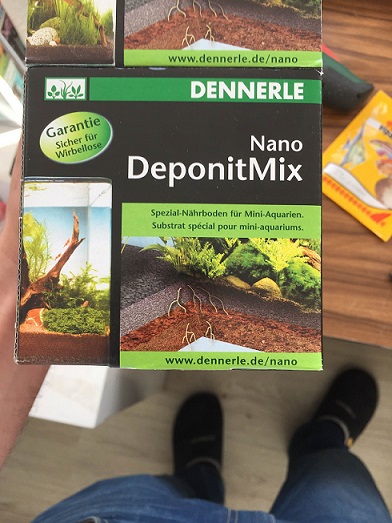 www.dennerle.de/nano
DENNERLE
Garantie
Sicher für
Wirbellose
Nano
DeponitMix
Spezial-Nährboden für Mini-Aquarien.
Substrat spécial pour mini-aquariums.
www.dennerle.de/nano